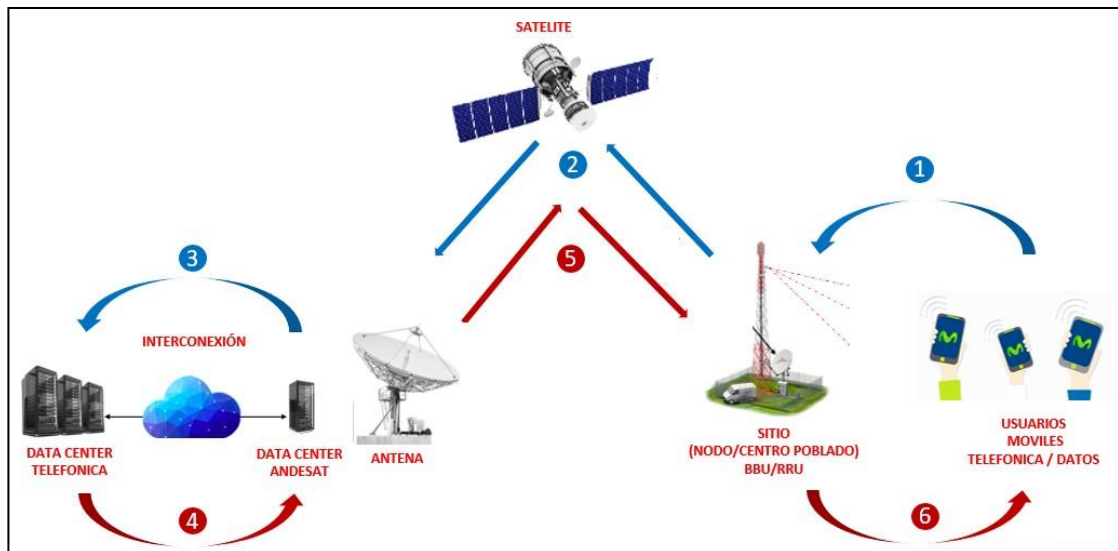 SATELITE
2
1
5
3
INTERCONEXIÓN
DATA CENTER
TELEFONICA
DATA CENTER
ANDESAT
ANTENA
SITIO
(NODO/CENTRO POBLADO)
BBU/RRU
USUARIOS
MOVILES
TELEFONICA / DATOS
4
6